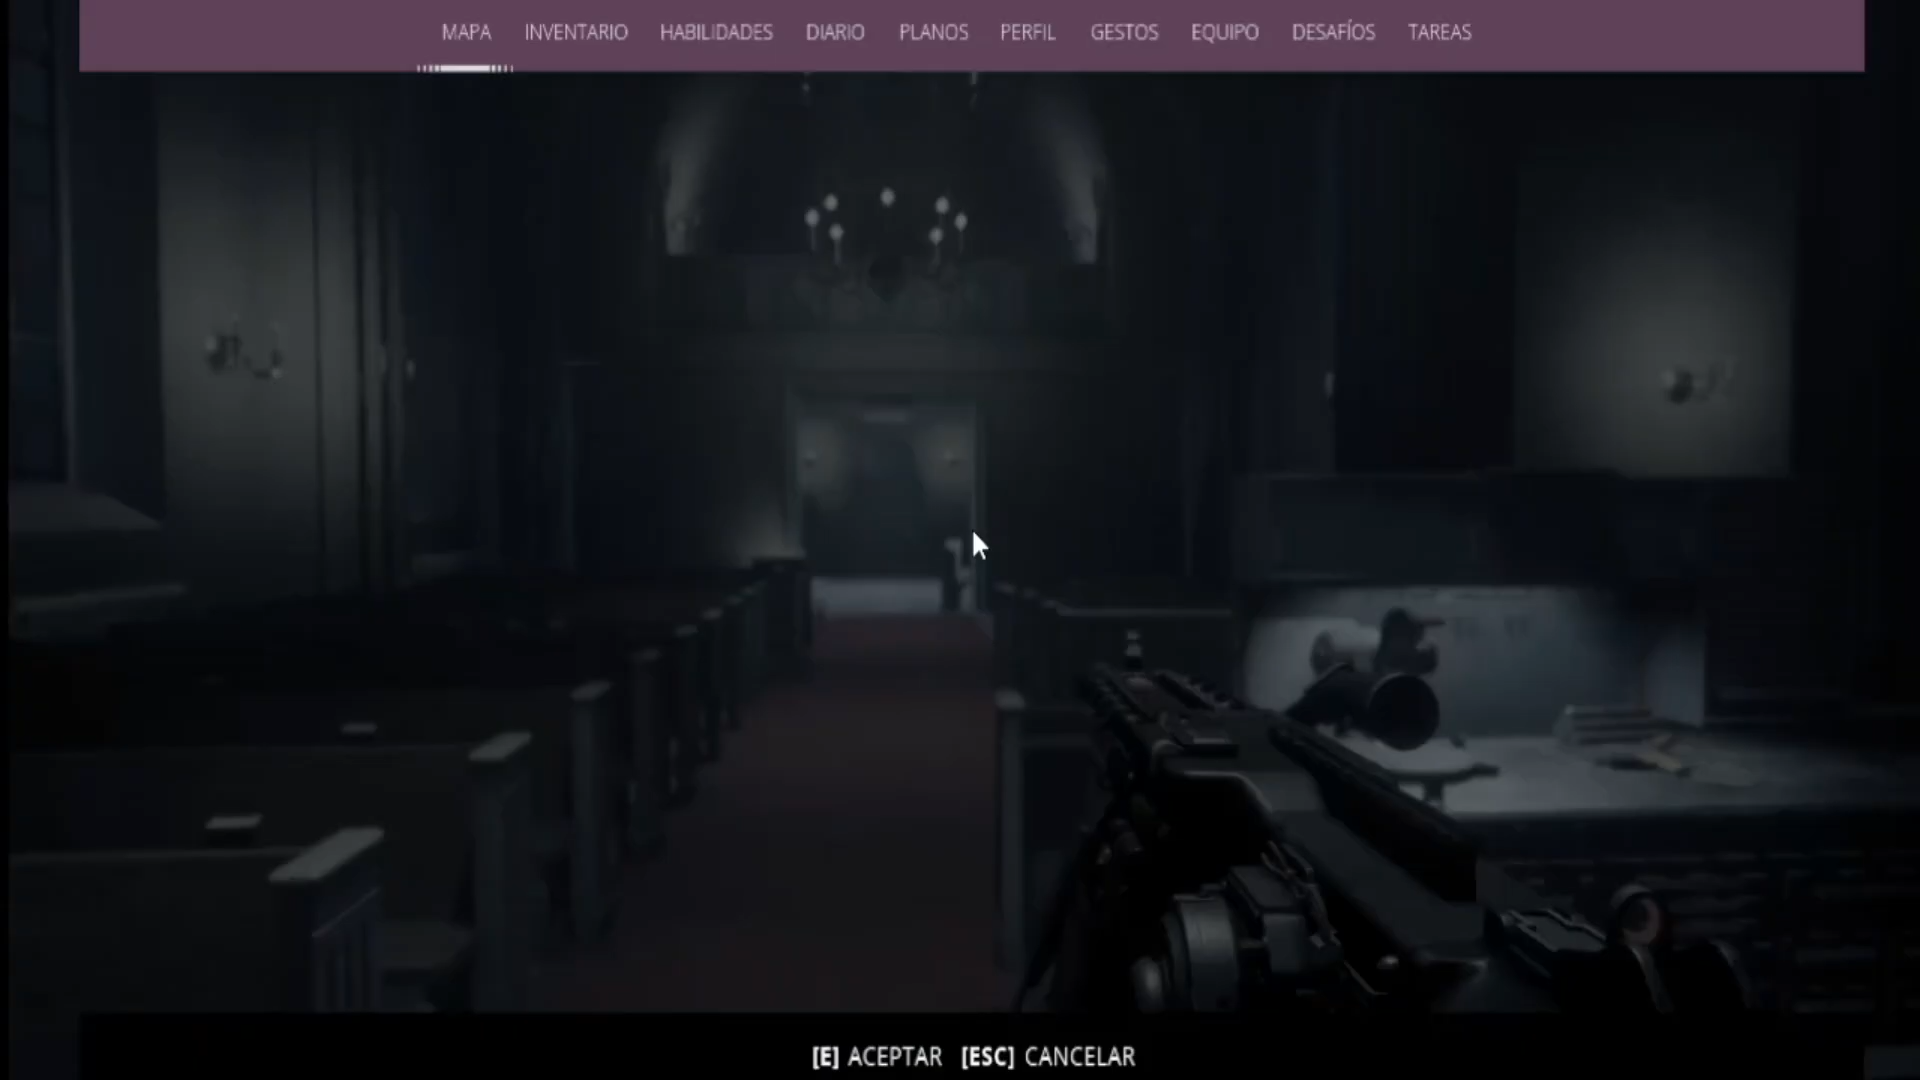 MAPA INVENTARIO HABILIDADES DIARIO PLANOS PERFIL GESTOS EQUIPO DESAFÍOS TAREAS
[E] ACEPTAR [ESC] CANCELAR